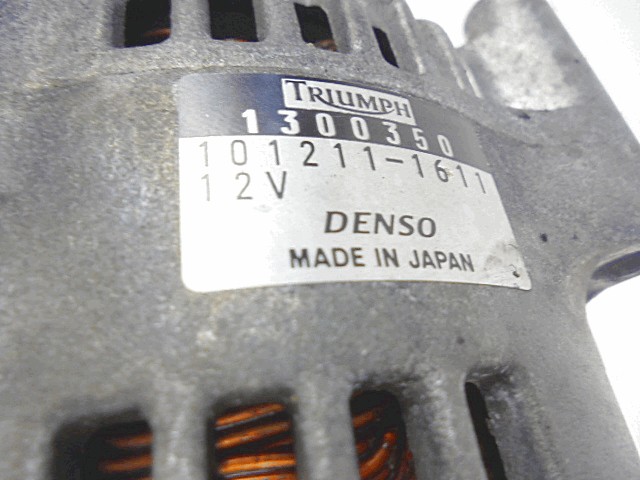 TRIUMPH
1300350
101211-1611
12V
DENSO
MADE IN JAPAN